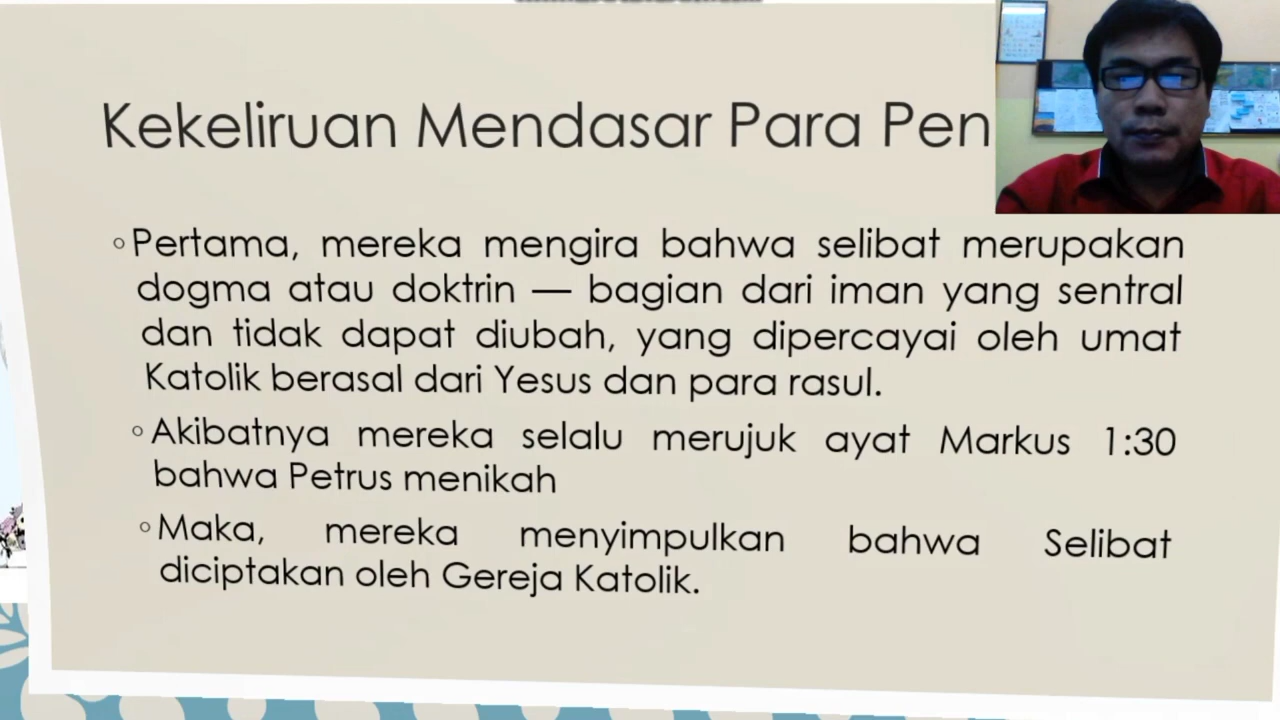 Kekeliruan Mendasar Para Pen
◦ Pertama, mereka mengira bahwa selibat merupakan
dogma atau doktrin — bagian dari iman yang sentral
dan tidak dapat diubah, yang dipercayai oleh umat
Katolik berasal dari Yesus dan para rasul.
◦ Akibatnya mereka selalu merujuk ayat Markus 1:30
bahwa Petrus menikah
◦ Maka, mereka menyimpulkan bahwa Selibat
diciptakan oleh Gereja Katolik.